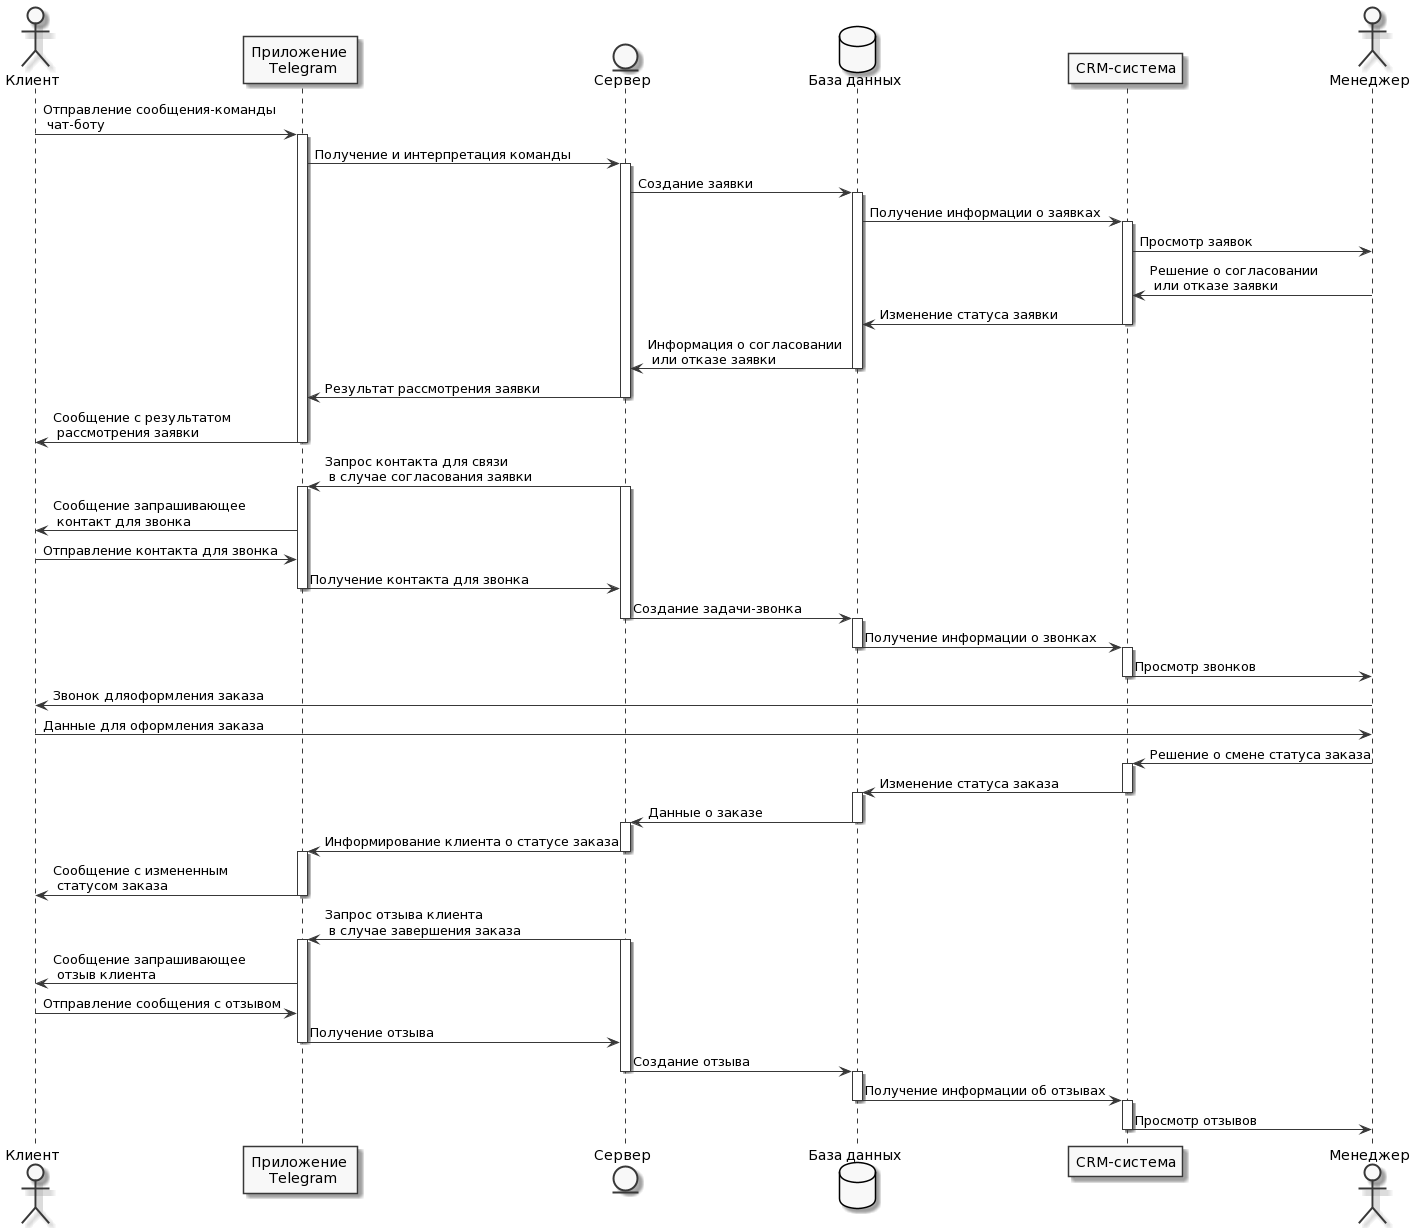 Клиент
Приложение
Telegram
Сервер
База данных
CRM-система
Менеджер
Отправление сообщения-команды
чат-боту
Получение и интерпретация команды
Создание заявки
Получение информации о заявках
Просмотр заявок
Решение о согласовании
или отказе заявки
Изменение статуса заявки
Информация о согласовании
или отказе заявки
Результат рассмотрения заявки
Сообщение с результатом
рассмотрения заявки
Запрос контакта для связи
в случае согласования заявки
Сообщение запрашивающее
контакт для звонка
Отправление контакта для звонка
Получение контакта для звонка
Создание задачи-звонка
Получение информации о звонках
Просмотр звонков
Звонок дляоформления заказа
Данные для оформления заказа
Решение о смене статуса заказа
Изменение статуса заказа
Данные о заказе
Информирование клиента о статусе заказа
Сообщение с измененным
статусом заказа
Запрос отзыва клиента
в случае завершения заказа
Сообщение запрашивающее
отзыв клиента
Отправление сообщения с отзывом
Получение отзыва
Создание отзыва
Получение информации об отзывах
Просмотр отзывов
Клиент
Приложение
Telegram
Сервер
База данных
CRM-система
Менеджер